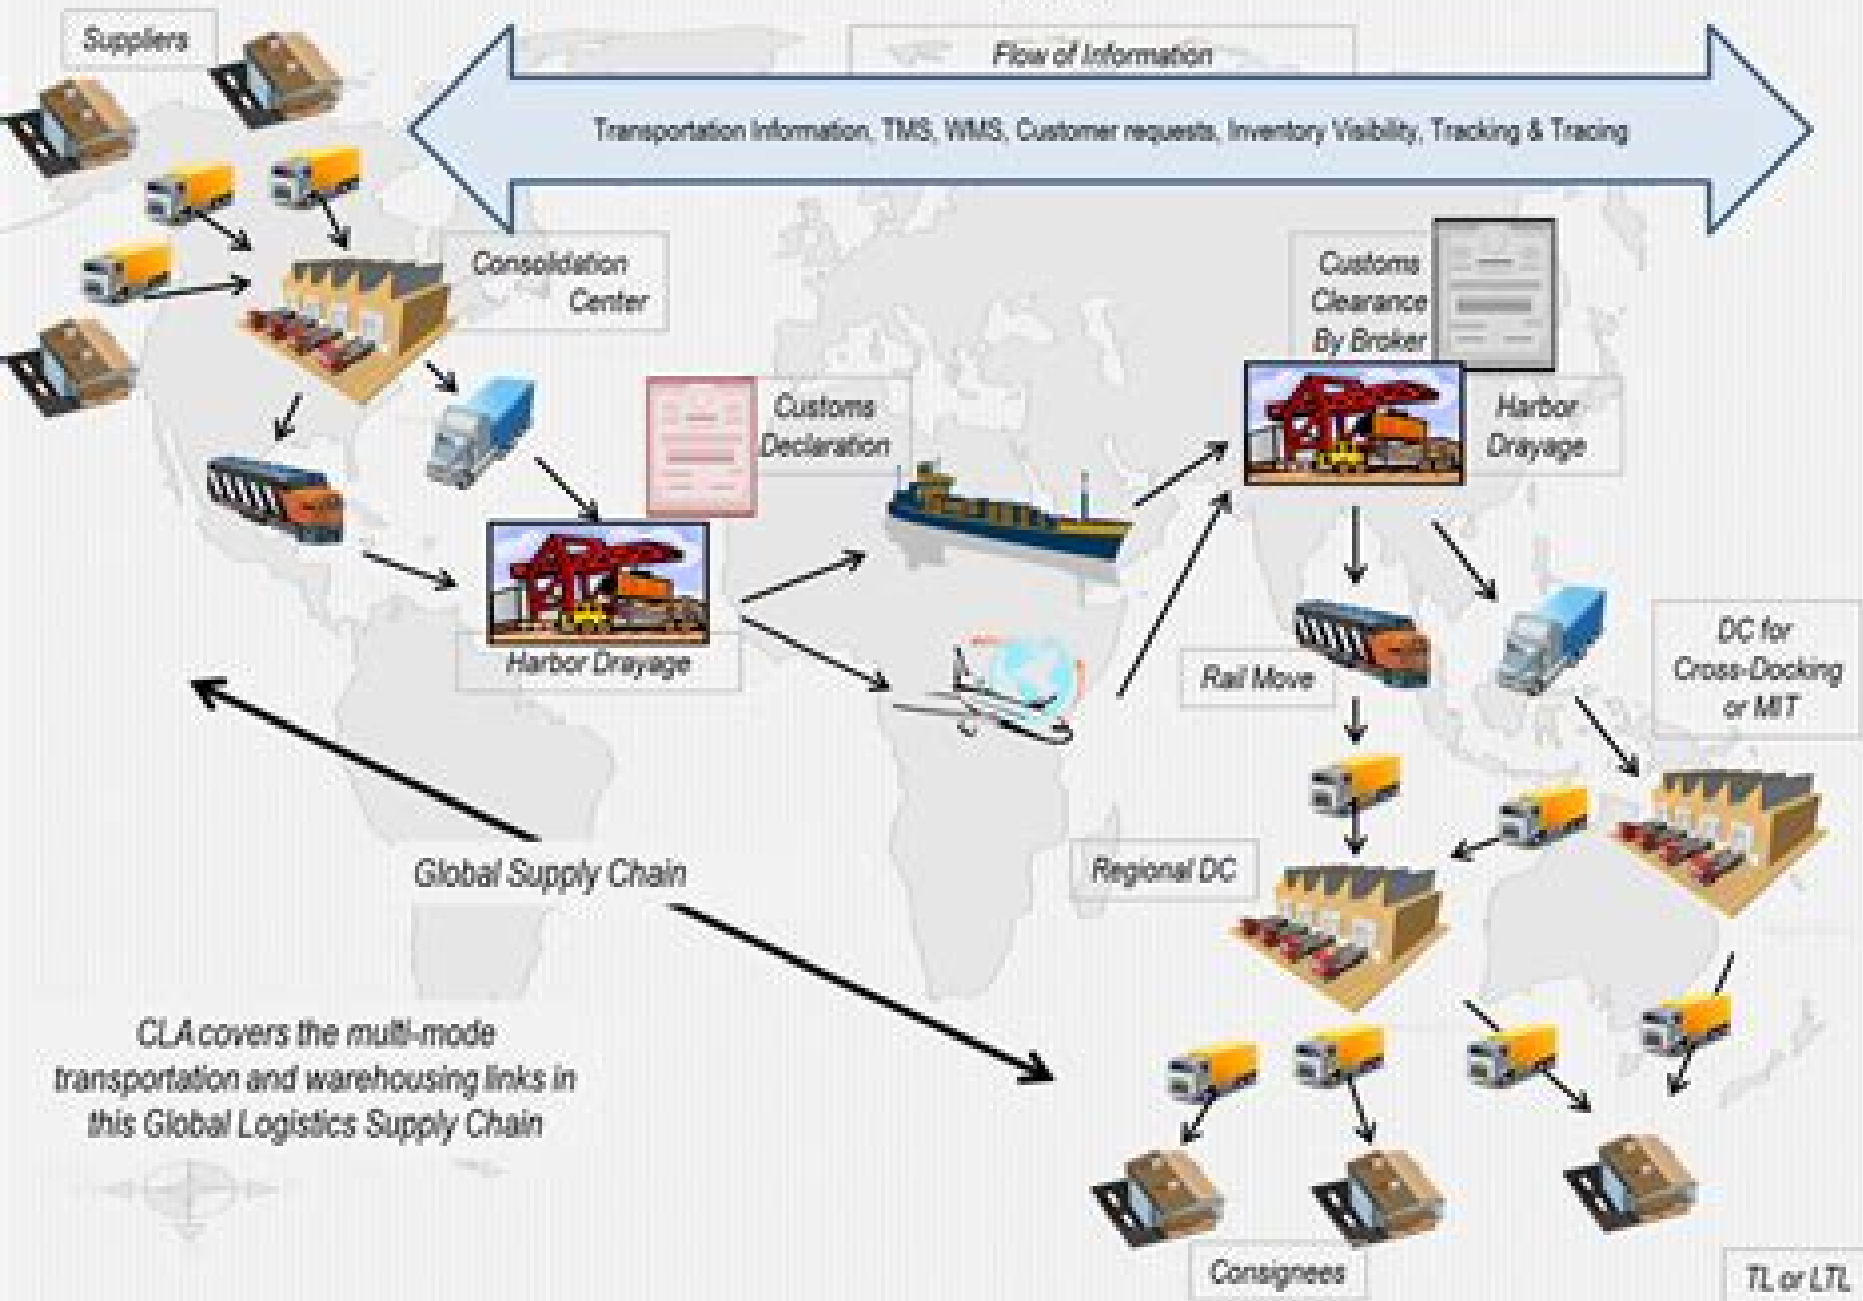 Suppliers
Flow of Information
Transportation Information, TMS, WMS, Customer requests, Inventory Visibility, Tracking & Tracing
Consolidation
Center
Customs
Clearance
By Broker
Customs
Declaration
Harbor
Drayage
Harbor Drayage
Rail Move
DC for
Cross-Docking
or MIT
Global Supply Chain
Regional DC
CLA covers the multi-mode
transportation and warehousing links in
this Global Logistics Supply Chain
Consignees
TL or LTL